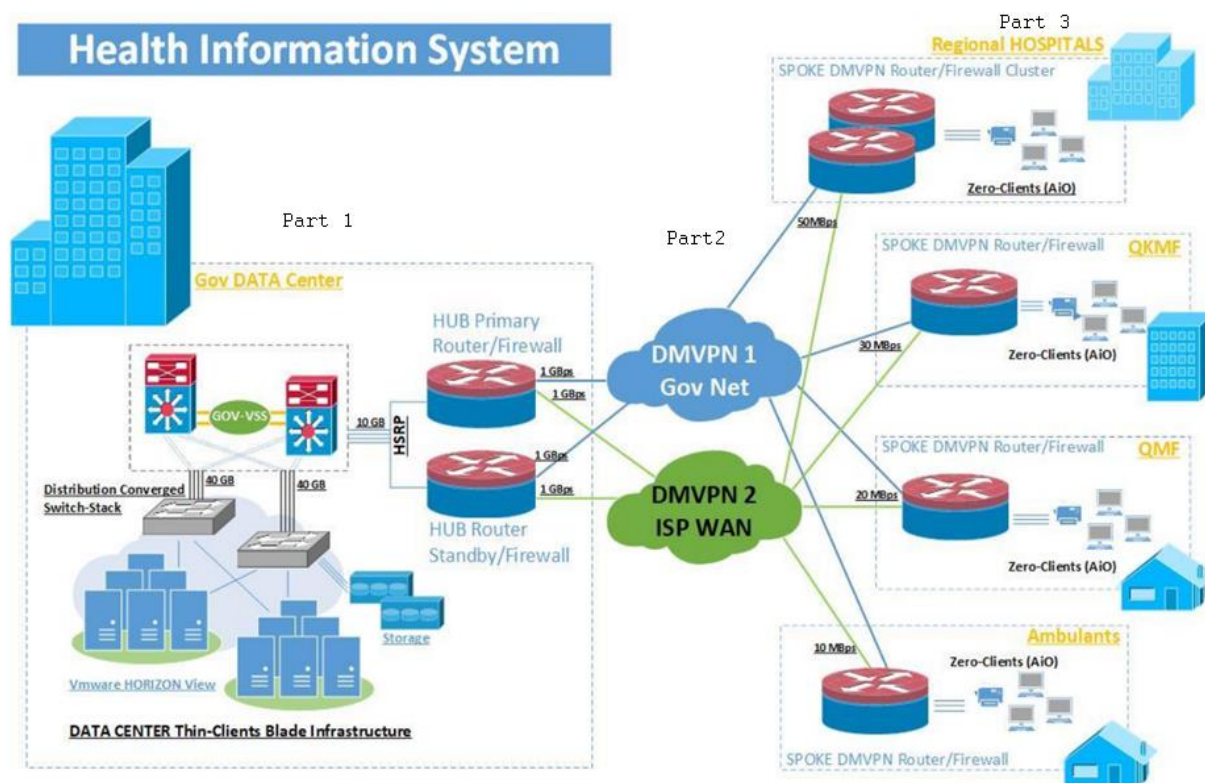 Health Information System
Part 1
Gov DATA Center
HUB Primary
Router/Firewall
GOV-VSS
10 GB
HSRP
1 GBps
1 GBps
1 GBps
1 GBps
40 GB
40 GB
Distribution Converged
Switch-Stack
HUB Router
Standby/Firewall
Storage
Vmware HORIZON View
DATA CENTER Thin-Clients Blade Infrastructure
Part2
DMVPN 1
Gov Net
DMVPN 2
ISP WAN
50MBps
30 MBps
20 MBps
10 MBps
Part 3
Regional HOSPITALS
SPOKE DMVPN Router/Firewall Cluster
Zero-Clients (AiO)
SPOKE DMVPN Router/Firewall
QKMF
Zero-Clients (AiO)
SPOKE DMVPN Router/Firewall
QMF
Zero-Clients (AiO)
Ambulants
Zero-Clients (AiO)
SPOKE DMVPN Router/Firewall